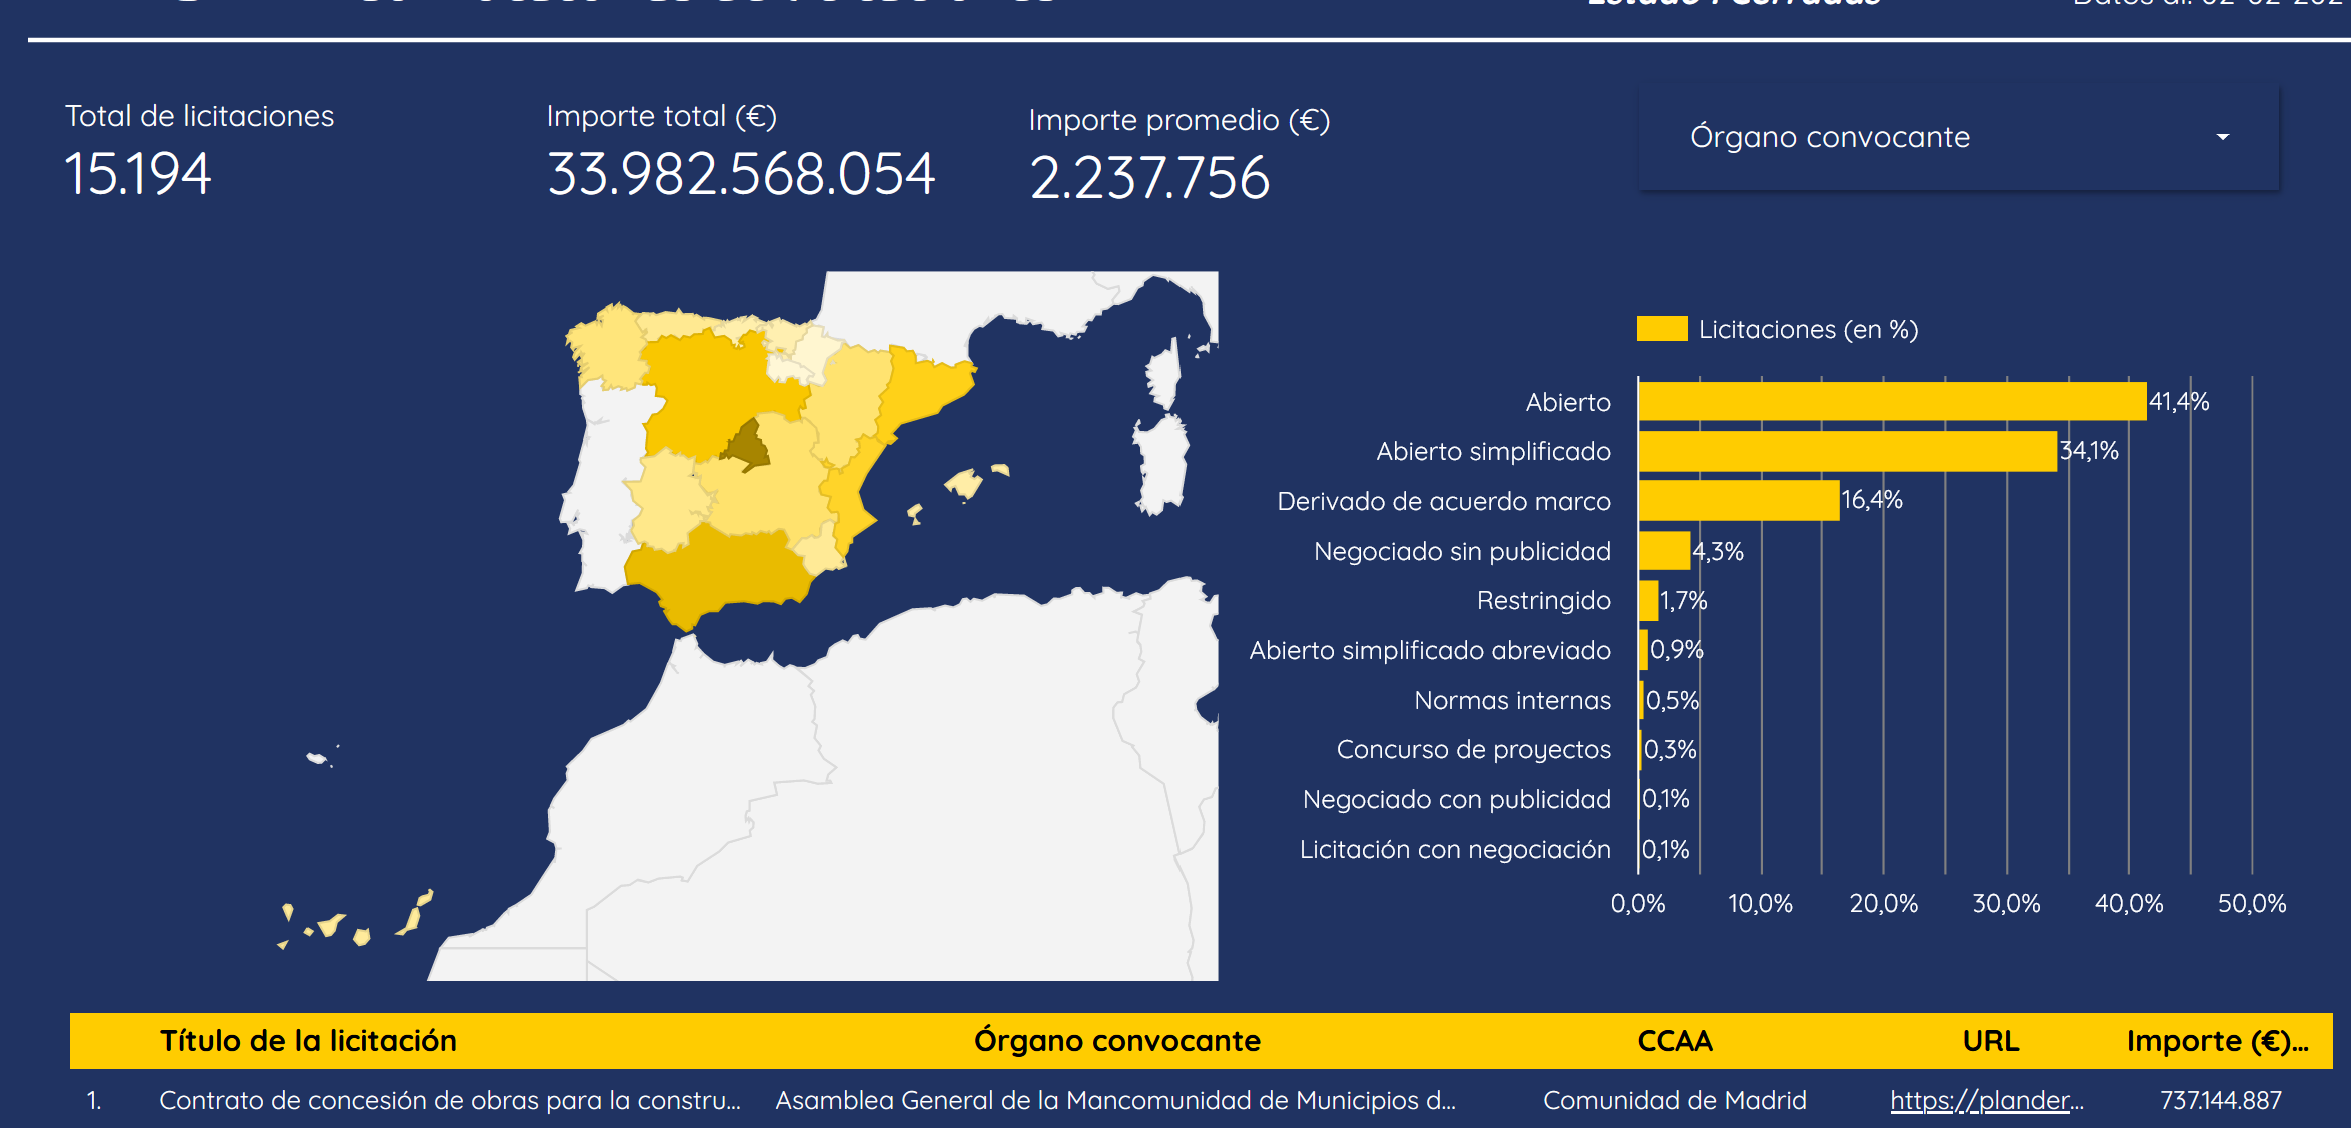 Estado : Cerradas
Datos al: 02-02-202
Total de licitaciones
15.194
Importe total (€)
33.982.568.054
Importe promedio (€)
2.237.756
Órgano convocante
Licitaciones (en %)
Abierto 41,4%
Abierto simplificado 34,1%
Derivado de acuerdo marco 16,4%
Negociado sin publicidad 4,3%
Restringido 1,7%
Abierto simplificado abreviado 0,9%
Normas internas 0,5%
Concurso de proyectos 0,3%
Negociado con publicidad 0,1%
Licitación con negociación 0,1%
0,0% 10,0% 20,0% 30,0% 40,0% 50,0%
Título de la licitación Órgano convocante CCAA URL Importe (€)...
1. Contrato de concesión de obras para la constru... Asamblea General de la Mancomunidad de Municipios d... Comunidad de Madrid https://plander... 737.144.887